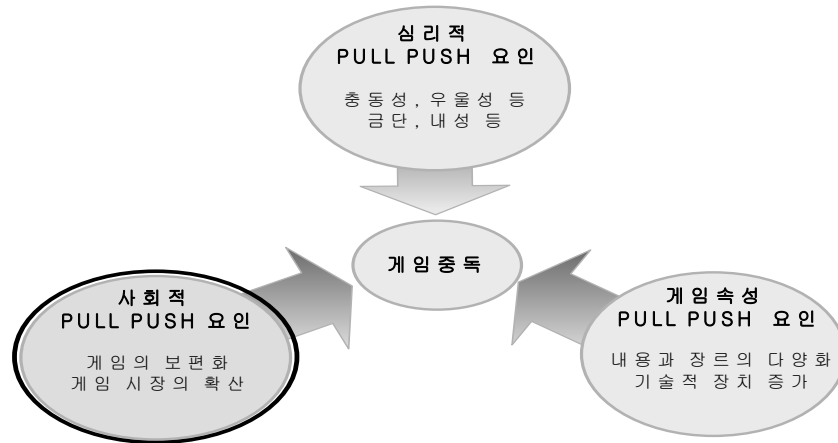 심리적
PULL PUSH 요인
충동성, 우울성 등
금단, 내성 등
게임중독
사회적
PULL PUSH 요인
게임의 보편화
게임 시장의 확산
게임속성
PULL PUSH 요인
내용과 장르의 다양화
기술적 장치 증가